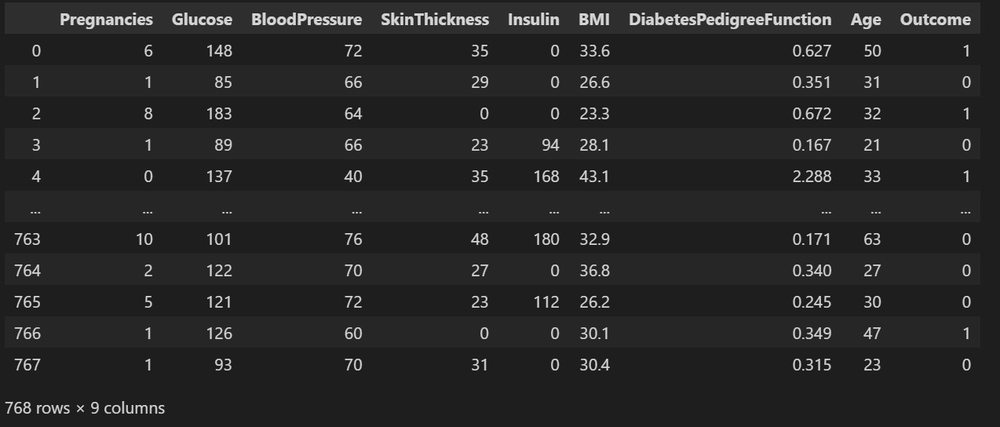 Pregnancies Glucose BloodPressure SkinThickness Insulin BMI DiabetesPedigreeFunction Age Outcome
0 6 148 72 35 0 33.6 0.627 50 1
1 1 85 66 29 0 26.6 0.351 31 0
2 8 183 64 0 0 23.3 0.672 32 1
3 1 89 66 23 94 28.1 0.167 21 0
4 0 137 40 35 168 43.1 2.288 33 1
... ... ... ... ... ... ... ... ... ...
763 10 101 76 48 180 32.9 0.171 63 0
764 2 122 70 27 0 36.8 0.340 27 0
765 5 121 72 23 112 26.2 0.245 30 0
766 1 126 60 0 0 30.1 0.349 47 1
767 1 93 70 31 0 30.4 0.315 23 0
768 rows × 9 columns